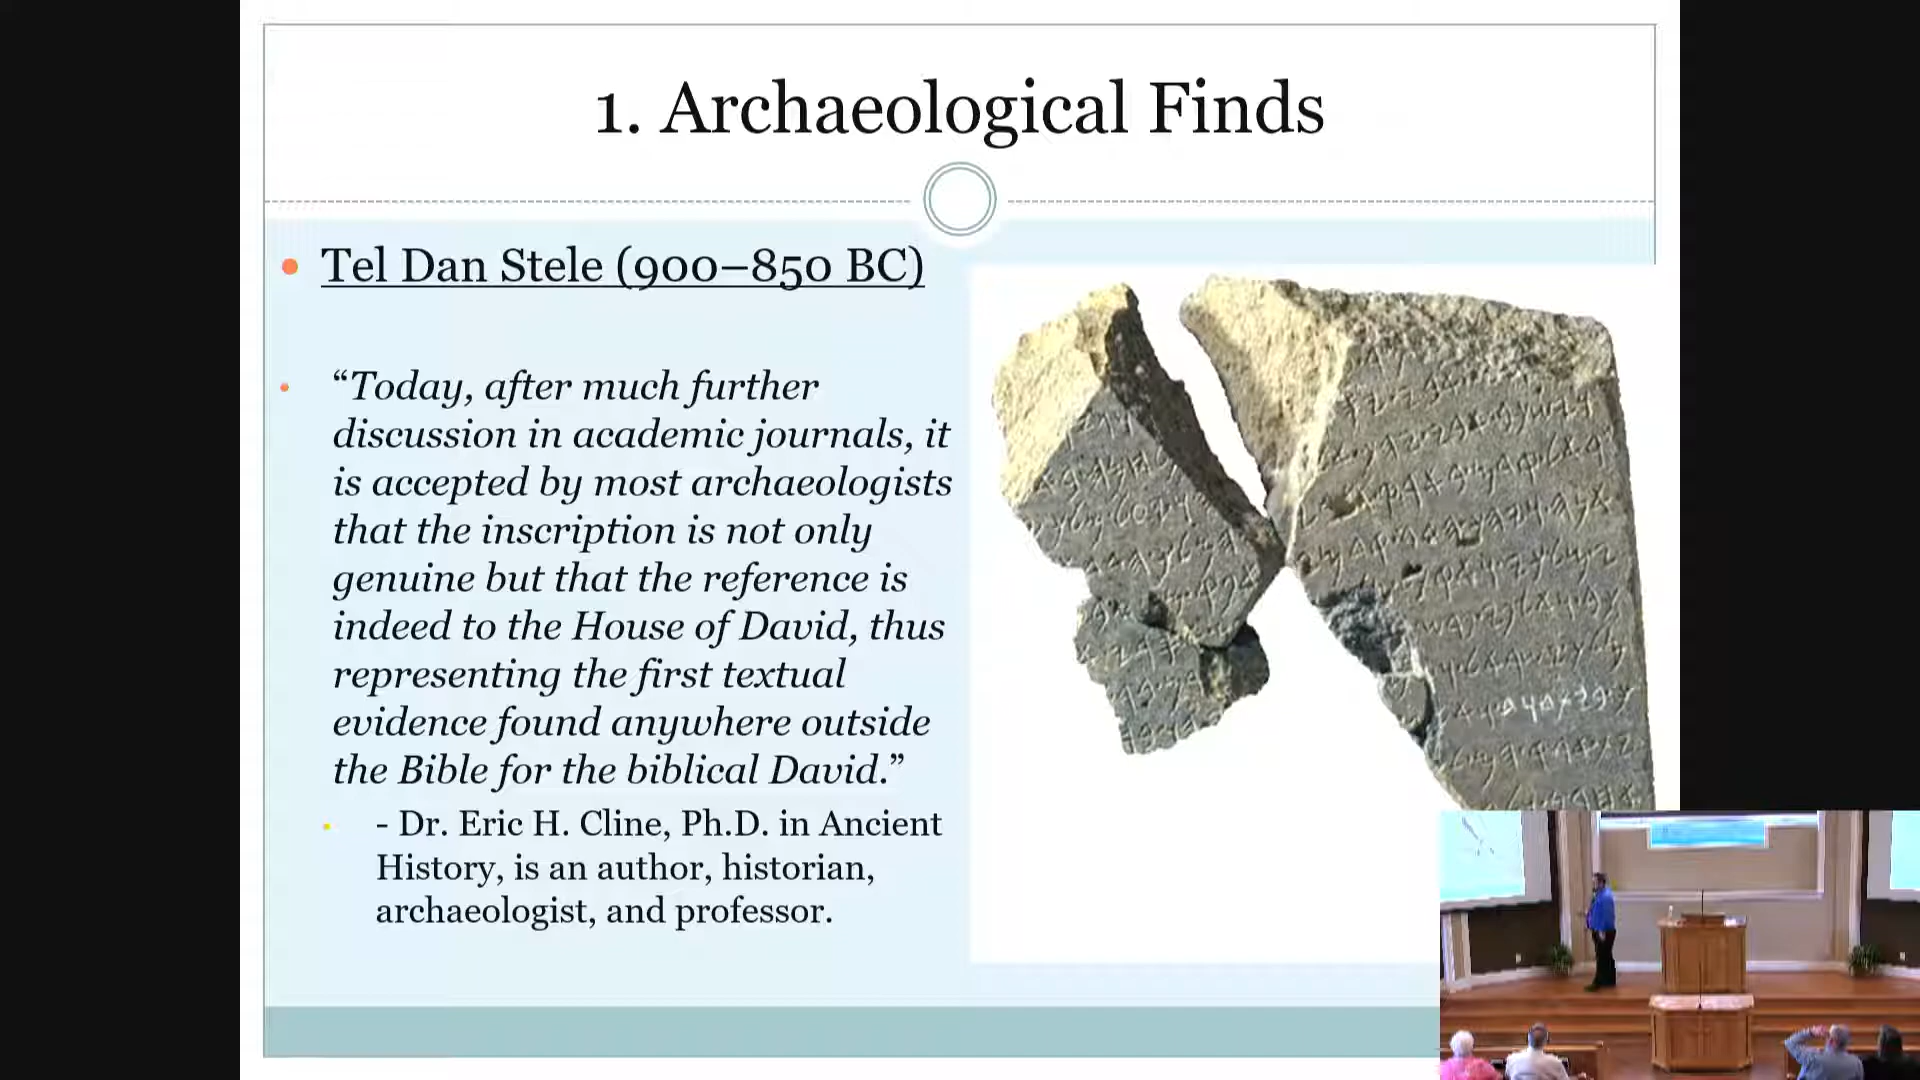 1. Archaeological Finds
Tel Dan Stele (900–850 BC)
“Today, after much further
discussion in academic journals, it
is accepted by most archaeologists
that the inscription is not only
genuine but that the reference is
indeed to the House of David, thus
representing the first textual
evidence found anywhere outside
the Bible for the biblical David.”
- Dr. Eric H. Cline, Ph.D. in Ancient
History, is an author, historian,
archaeologist, and professor.